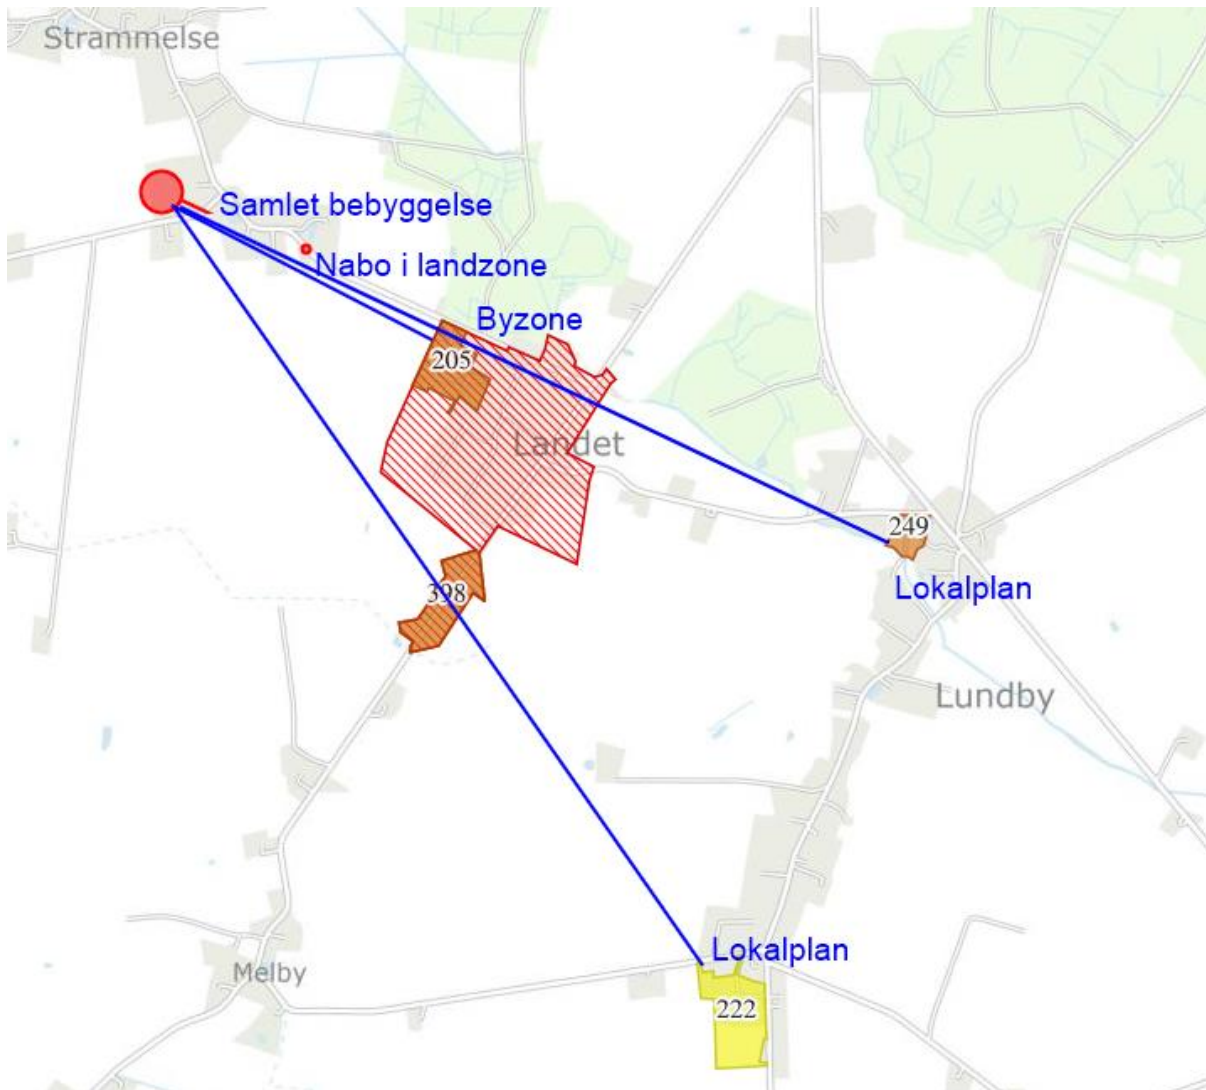 Strammelse
Samlet bebyggelse
Nabo i landzone
Byzone
205
Landet
249
Lokalplan
398
Lundby
Lokalplan
Melby
222